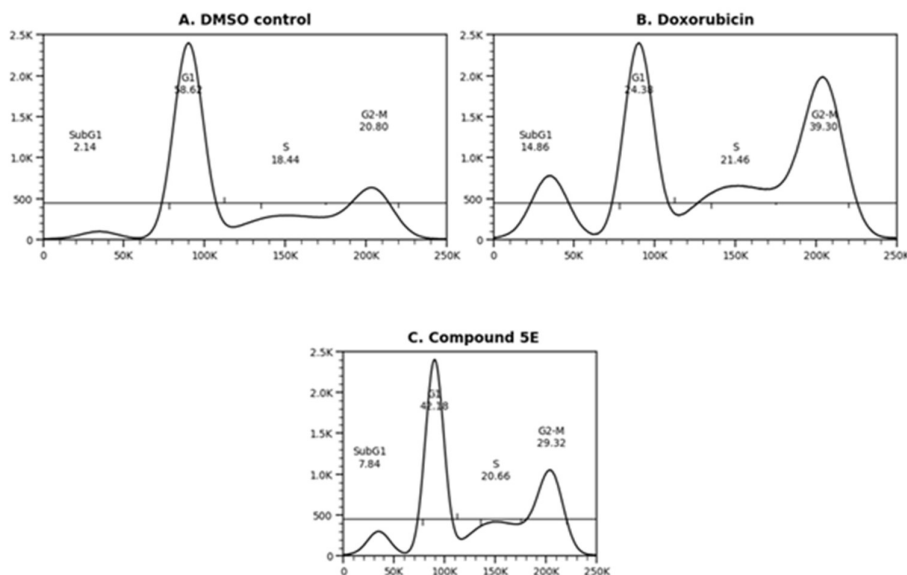 A. DMSO control
2.5K
2.0K
1.5K
1.0K
500
0
SubG1
2.14
G1
58.62
S
18.44
G2-M
20.80
0 50K 100K 150K 200K 250K
B. Doxorubicin
2.5K
2.0K
1.5K
1.0K
500
0
SubG1
14.86
G1
24.38
S
21.46
G2-M
39.30
0 50K 100K 150K 200K 250K
C. Compound 5E
2.5K
2.0K
1.5K
1.0K
500
0
SubG1
7.84
G1
42.18
S
20.66
G2-M
29.32
0 50K 100K 150K 200K 250K